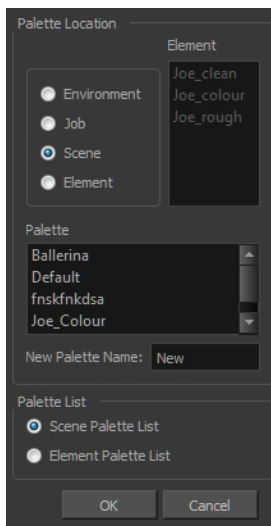 Palette Location
Element
Joe_clean
Joe_colour
Joe_rough
Environment
Job
Scene
Element
Palette
Ballerina
Default
fnskfnkdsa
Joe_Colour
New Palette Name: New
Palette List
Scene Palette List
Element Palette List
OK Cancel